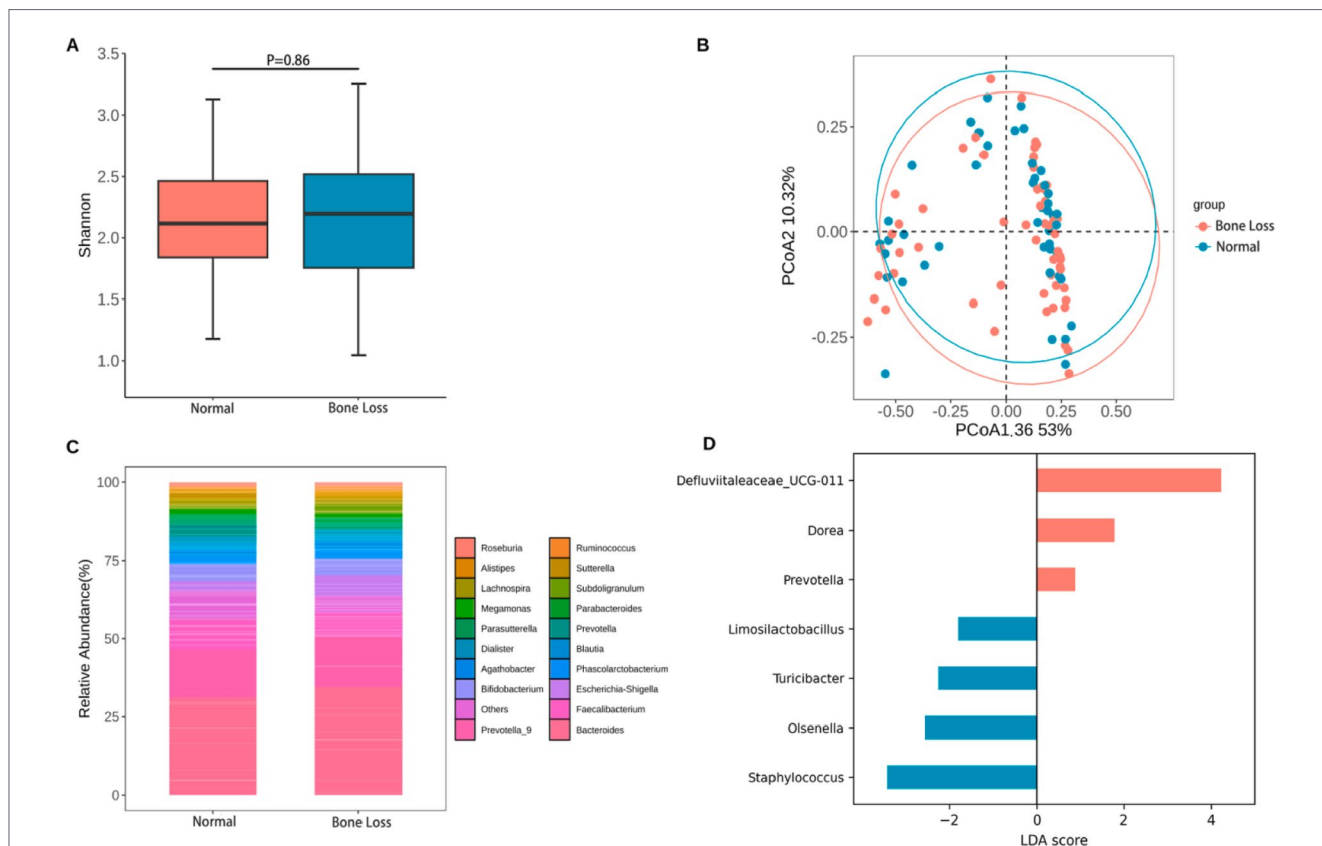 A
P=0.86
3.5
3.0
2.5
2.0
1.5
1.0
Shannon
Normal
Bone Loss
B
0.25
0.00
-0.25
PCoA2 10.32%
-0.50
-0.25
0.00
0.25
0.50
PCoA1.36 53%
group
Bone Loss
Normal
C
100
75
50
25
0
Relative Abundance(%)
Normal
Bone Loss
Roseburia
Alistipes
Lachnospira
Megamonas
Parasutterella
Dialister
Agathobacter
Bifidobacterium
Others
Prevotella_9
Ruminococcus
Sutterella
Subdoligranulum
Parabacteroides
Prevotella
Blautia
Phascolarctobacterium
Escherichia-Shigella
Faecalibacterium
Bacteroides
D
Defluviitaleaceae_UCG-011
Dorea
Prevotella
Limosilactobacillus
Turicibacter
Olsenella
Staphylococcus
−2
0
2
4
LDA score